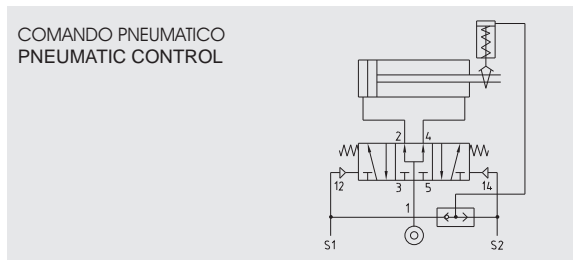 COMANDO PNEUMATICO
PNEUMATIC CONTROL
2 4
12 3 5 14
1
S1 S2